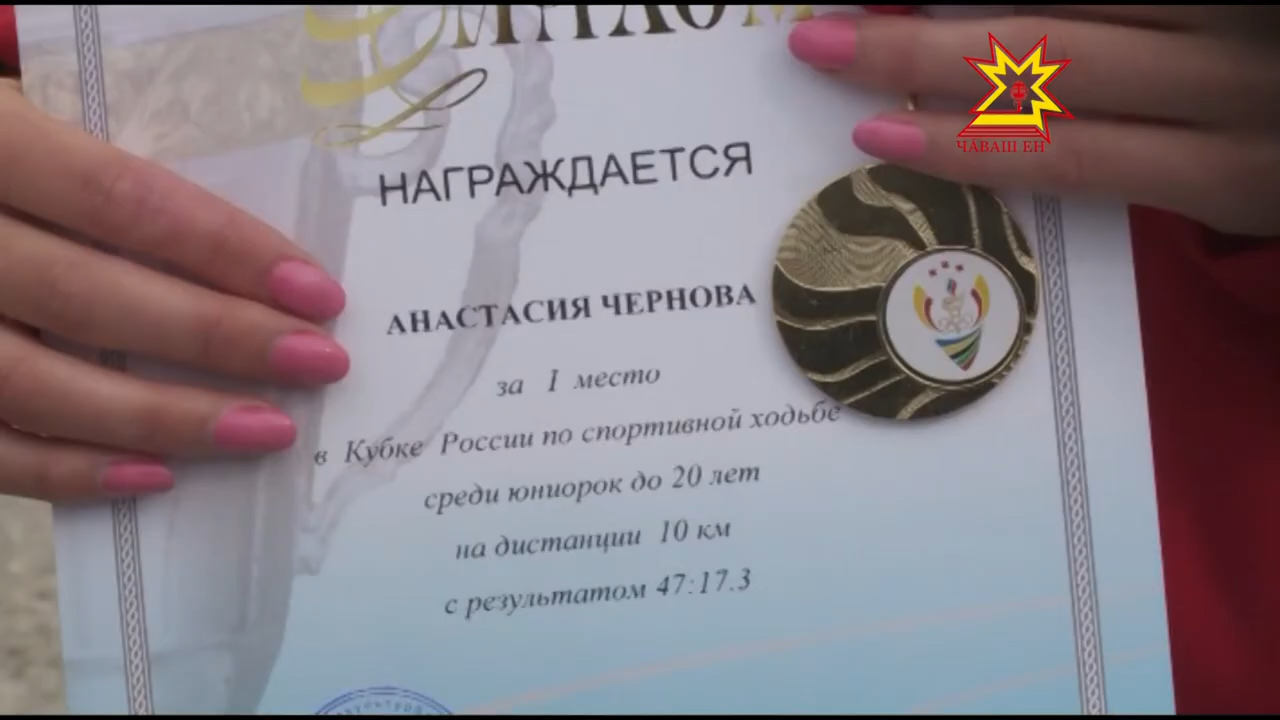 ДИПЛОМ
НАГРАЖДАЕТСЯ
АНАСТАСИЯ ЧЕРНОВА
за I место
в Кубке России по спортивной ходьбе
среди юниорок до 20 лет
на дистанции 10 км
с результатом 47:17.3
ЧĂВАШ ЕН